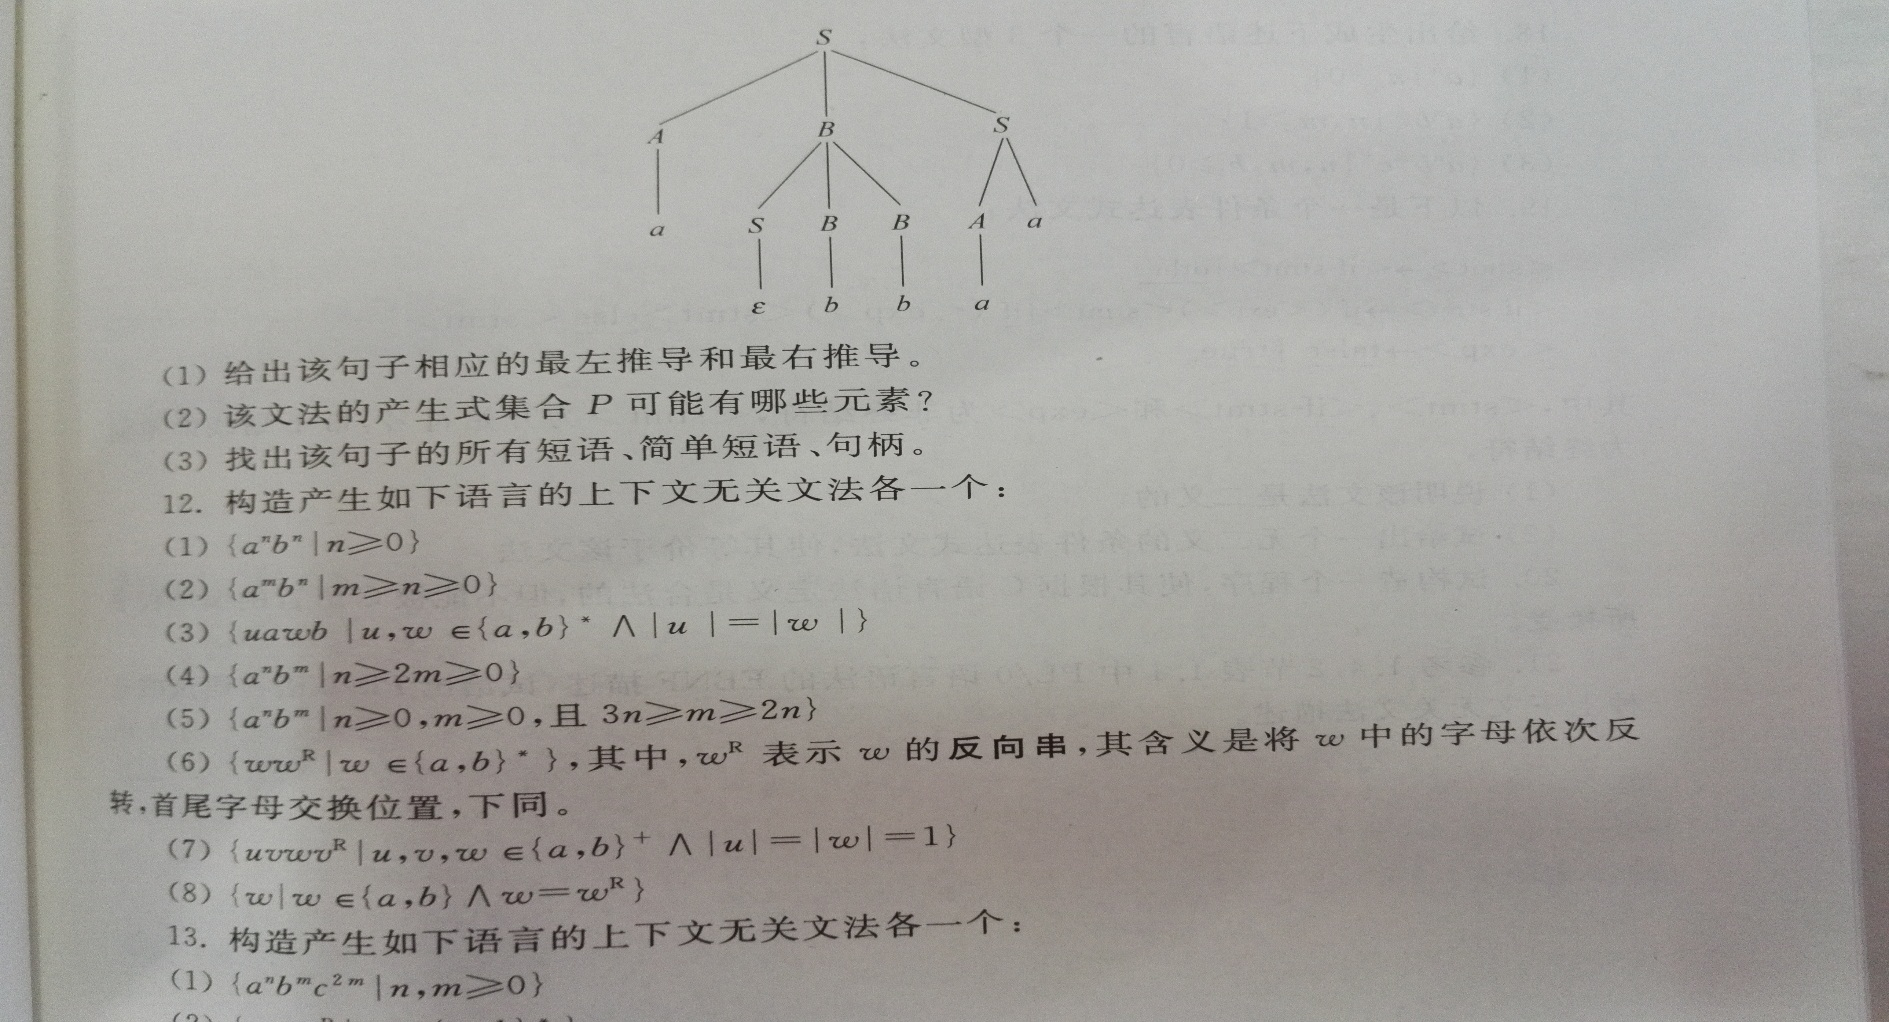 S
A B S
a S B B A a
ε b b a
(1) 给出该句子相应的最左推导和最右推导。
(2) 该文法的产生式集合 P 可能有哪些元素?
(3) 找出该句子的所有短语、简单短语、句柄。
12. 构造产生如下语言的上下文无关文法各一个:
(1) {aⁿbⁿ|n⩾0}
(2) {aᵐbⁿ|m⩾n⩾0}
(3) {uawb |u,w ∈{a,b}* ∧|u |=|w |}
(4) {aⁿbᵐ|n⩾2m⩾0}
(5) {aⁿbᵐ|n⩾0,m⩾0,且 3n⩾m⩾2n}
(6) {wwᴿ|w ∈{a,b}* },其中,wᴿ 表示 w 的反向串,其含义是将 w 中的字母依次反
转,首尾字母交换位置,下同。
(7) {uvwvᴿ|u,v,w ∈{a,b}⁺ ∧|u|=|w|=1}
(8) {w|w ∈{a,b} ∧w=wᴿ}
13. 构造产生如下语言的上下文无关文法各一个:
(1) {aⁿbᵐc²ᵐ|n,m⩾0}